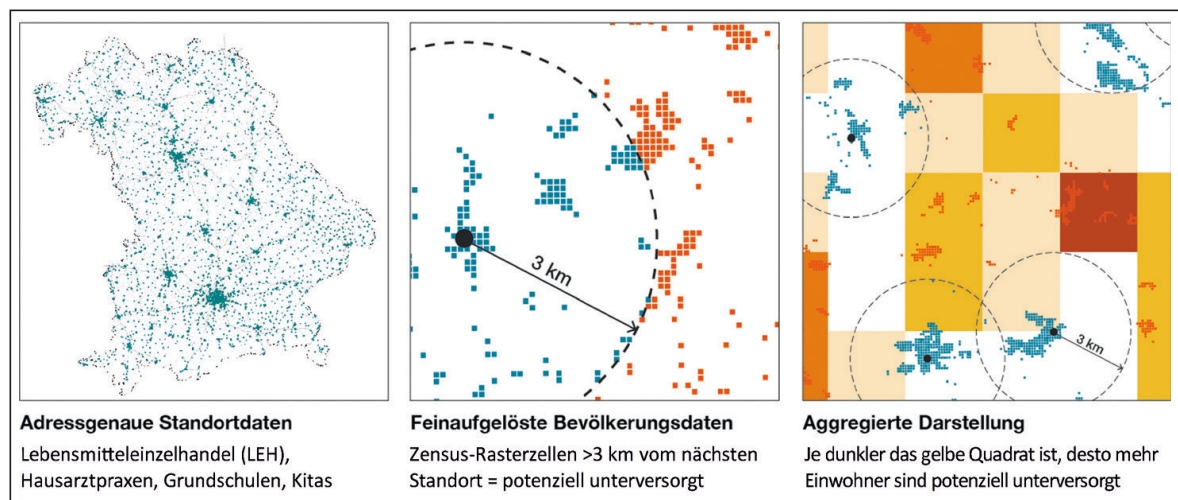 3 km
3 km
Adressgenaue Standortdaten
Lebensmitteleinzelhandel (LEH),
Hausarztpraxen, Grundschulen, Kitas
Feinaufgelöste Bevölkerungsdaten
Zensus-Rasterzellen >3 km vom nächsten
Standort = potenziell unterversorgt
Aggregierte Darstellung
Je dunkler das gelbe Quadrat ist, desto mehr
Einwohner sind potenziell unterversorgt